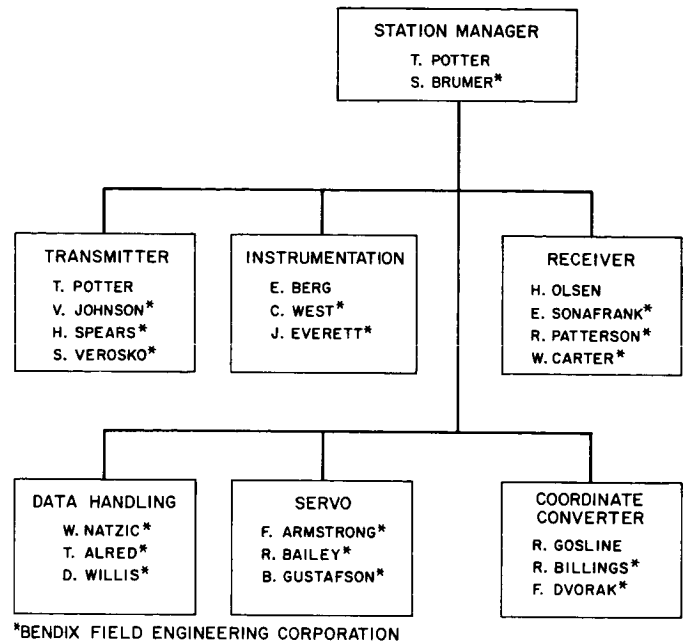 STATION MANAGER
T. POTTER
S. BRUMER*
TRANSMITTER
T. POTTER
V. JOHNSON*
H. SPEARS*
S. VEROSKO*
INSTRUMENTATION
E. BERG
C. WEST*
J. EVERETT*
RECEIVER
H. OLSEN
E. SONAFRANK*
R. PATTERSON*
W. CARTER*
DATA HANDLING
W. NATZIC*
T. ALRED*
D. WILLIS*
SERVO
F. ARMSTRONG*
R. BAILEY*
B. GUSTAFSON*
COORDINATE
CONVERTER
R. GOSLINE
R. BILLINGS*
F. DVORAK*
*BENDIX FIELD ENGINEERING CORPORATION